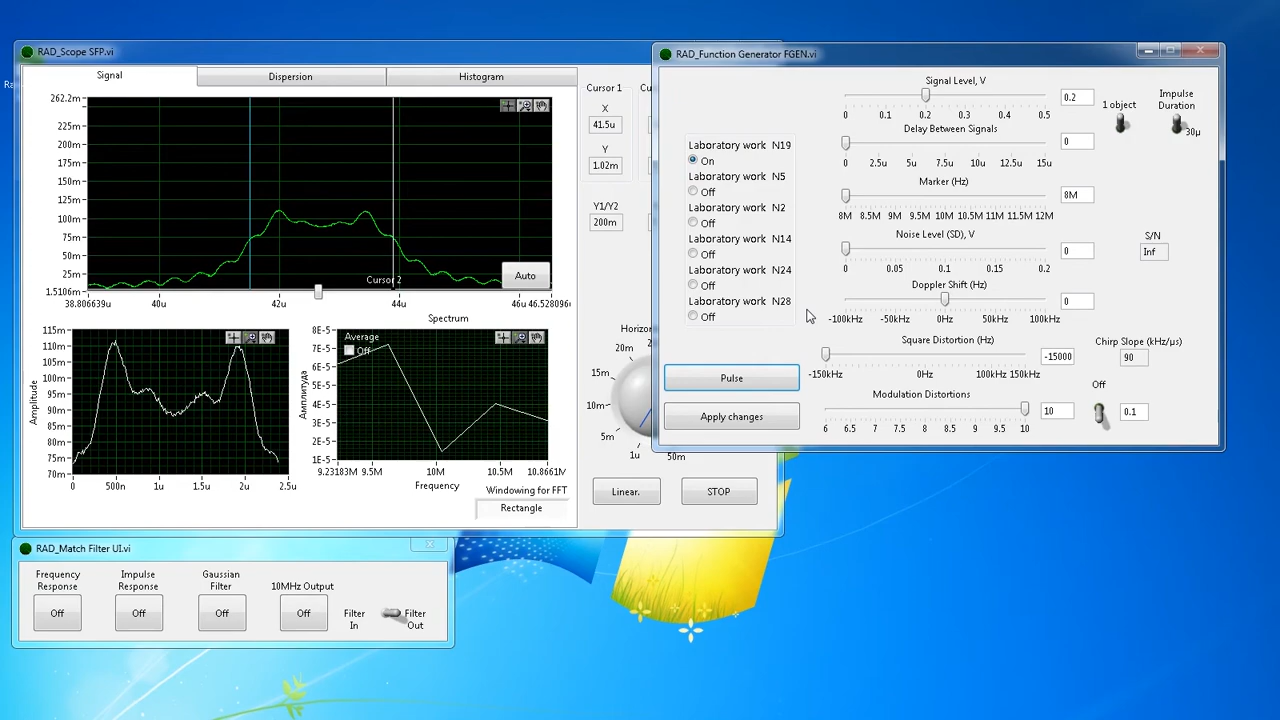 RAD_Scope SFP.vi
Signal
Dispersion
Histogram
262.2m
225m
200m
175m
150m
125m
100m
75m
50m
25m
1.5106m
38.806639u
40u
42u
44u
46u
46.528096
Cursor 2
Auto
Cursor 1
X
41.5u
Y
1.02m
Y1/Y2
200m
115m
110m
105m
100m
95m
90m
85m
80m
75m
70m
Amplitude
0
500n
1u
1.5u
2u
2.5u
Spectrum
8E-5
7E-5
6E-5
5E-5
4E-5
3E-5
2E-5
1E-5
Амплитуда
Average
Off
9.23183M
9.5M
10M
10.5M
Frequency
Windowing for FFT
Rectangle
20m
15m
10m
5m
1u
50m
Linear.
STOP
RAD_Function Generator FGEN.vi
Laboratory work N19
On
Laboratory work N5
Off
Laboratory work N2
Off
Laboratory work N14
Off
Laboratory work N24
Off
Laboratory work N28
Off
Pulse
Apply changes
Signal Level, V
0 0.1 0.2 0.3 0.4 0.5
0.2
Delay Between Signals
0 2.5u 5u 7.5u 10u 12.5u 15u
0
Marker (Hz)
8M 8.5M 9M 9.5M 10M 10.5M 11M 11.5M 12M
8M
Noise Level (SD), V
0 0.05 0.1 0.15 0.2
0
Doppler Shift (Hz)
-100kHz -50kHz 0Hz 50kHz 100kHz
0
Square Distortion (Hz)
-150kHz 0Hz 100kHz 150kHz
-15000
Modulation Distortions
6 6.5 7 7.5 8 8.5 9 9.5 10
10
1 object
Impulse
Duration
30µ
S/N
Inf
Chirp Slope (kHz/µs)
90
Off
0.1
RAD_Match Filter UI.vi
Frequency
Response
Off
Impulse
Response
Off
Gaussian
Filter
Off
10MHz Output
Off
Filter
In
Filter
Out